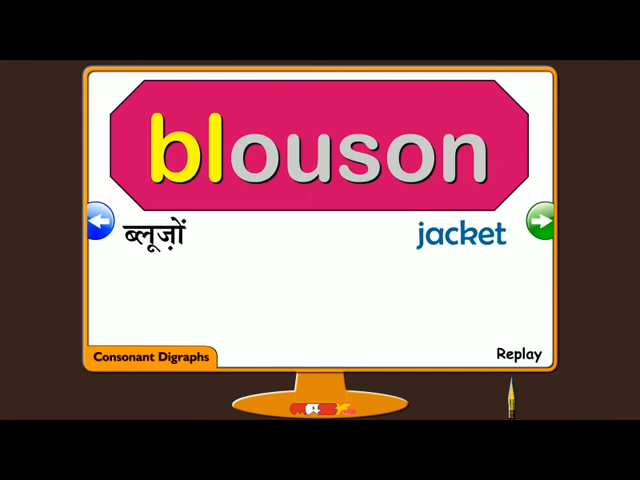 blouson
ब्लूज़ों
jacket
Consonant Digraphs
Replay